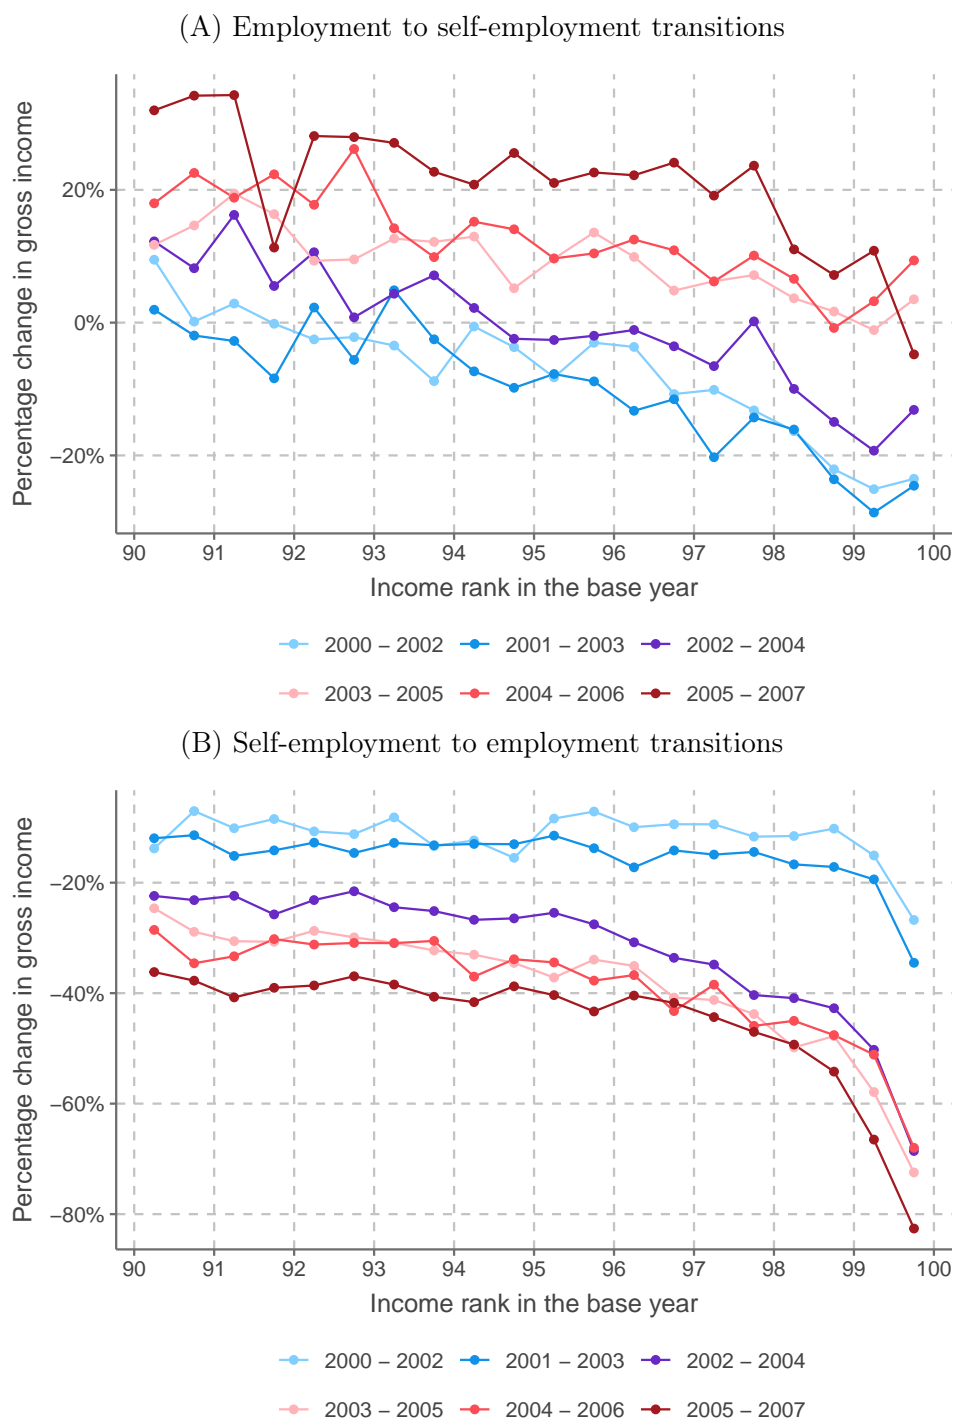 (A) Employment to self-employment transitions
Percentage change in gross income
20%
0%
−20%
90 91 92 93 94 95 96 97 98 99 100
Income rank in the base year
2000 − 2002 2001 − 2003 2002 − 2004
2003 − 2005 2004 − 2006 2005 − 2007
(B) Self-employment to employment transitions
Percentage change in gross income
−20%
−40%
−60%
−80%
90 91 92 93 94 95 96 97 98 99 100
Income rank in the base year
2000 − 2002 2001 − 2003 2002 − 2004
2003 − 2005 2004 − 2006 2005 − 2007